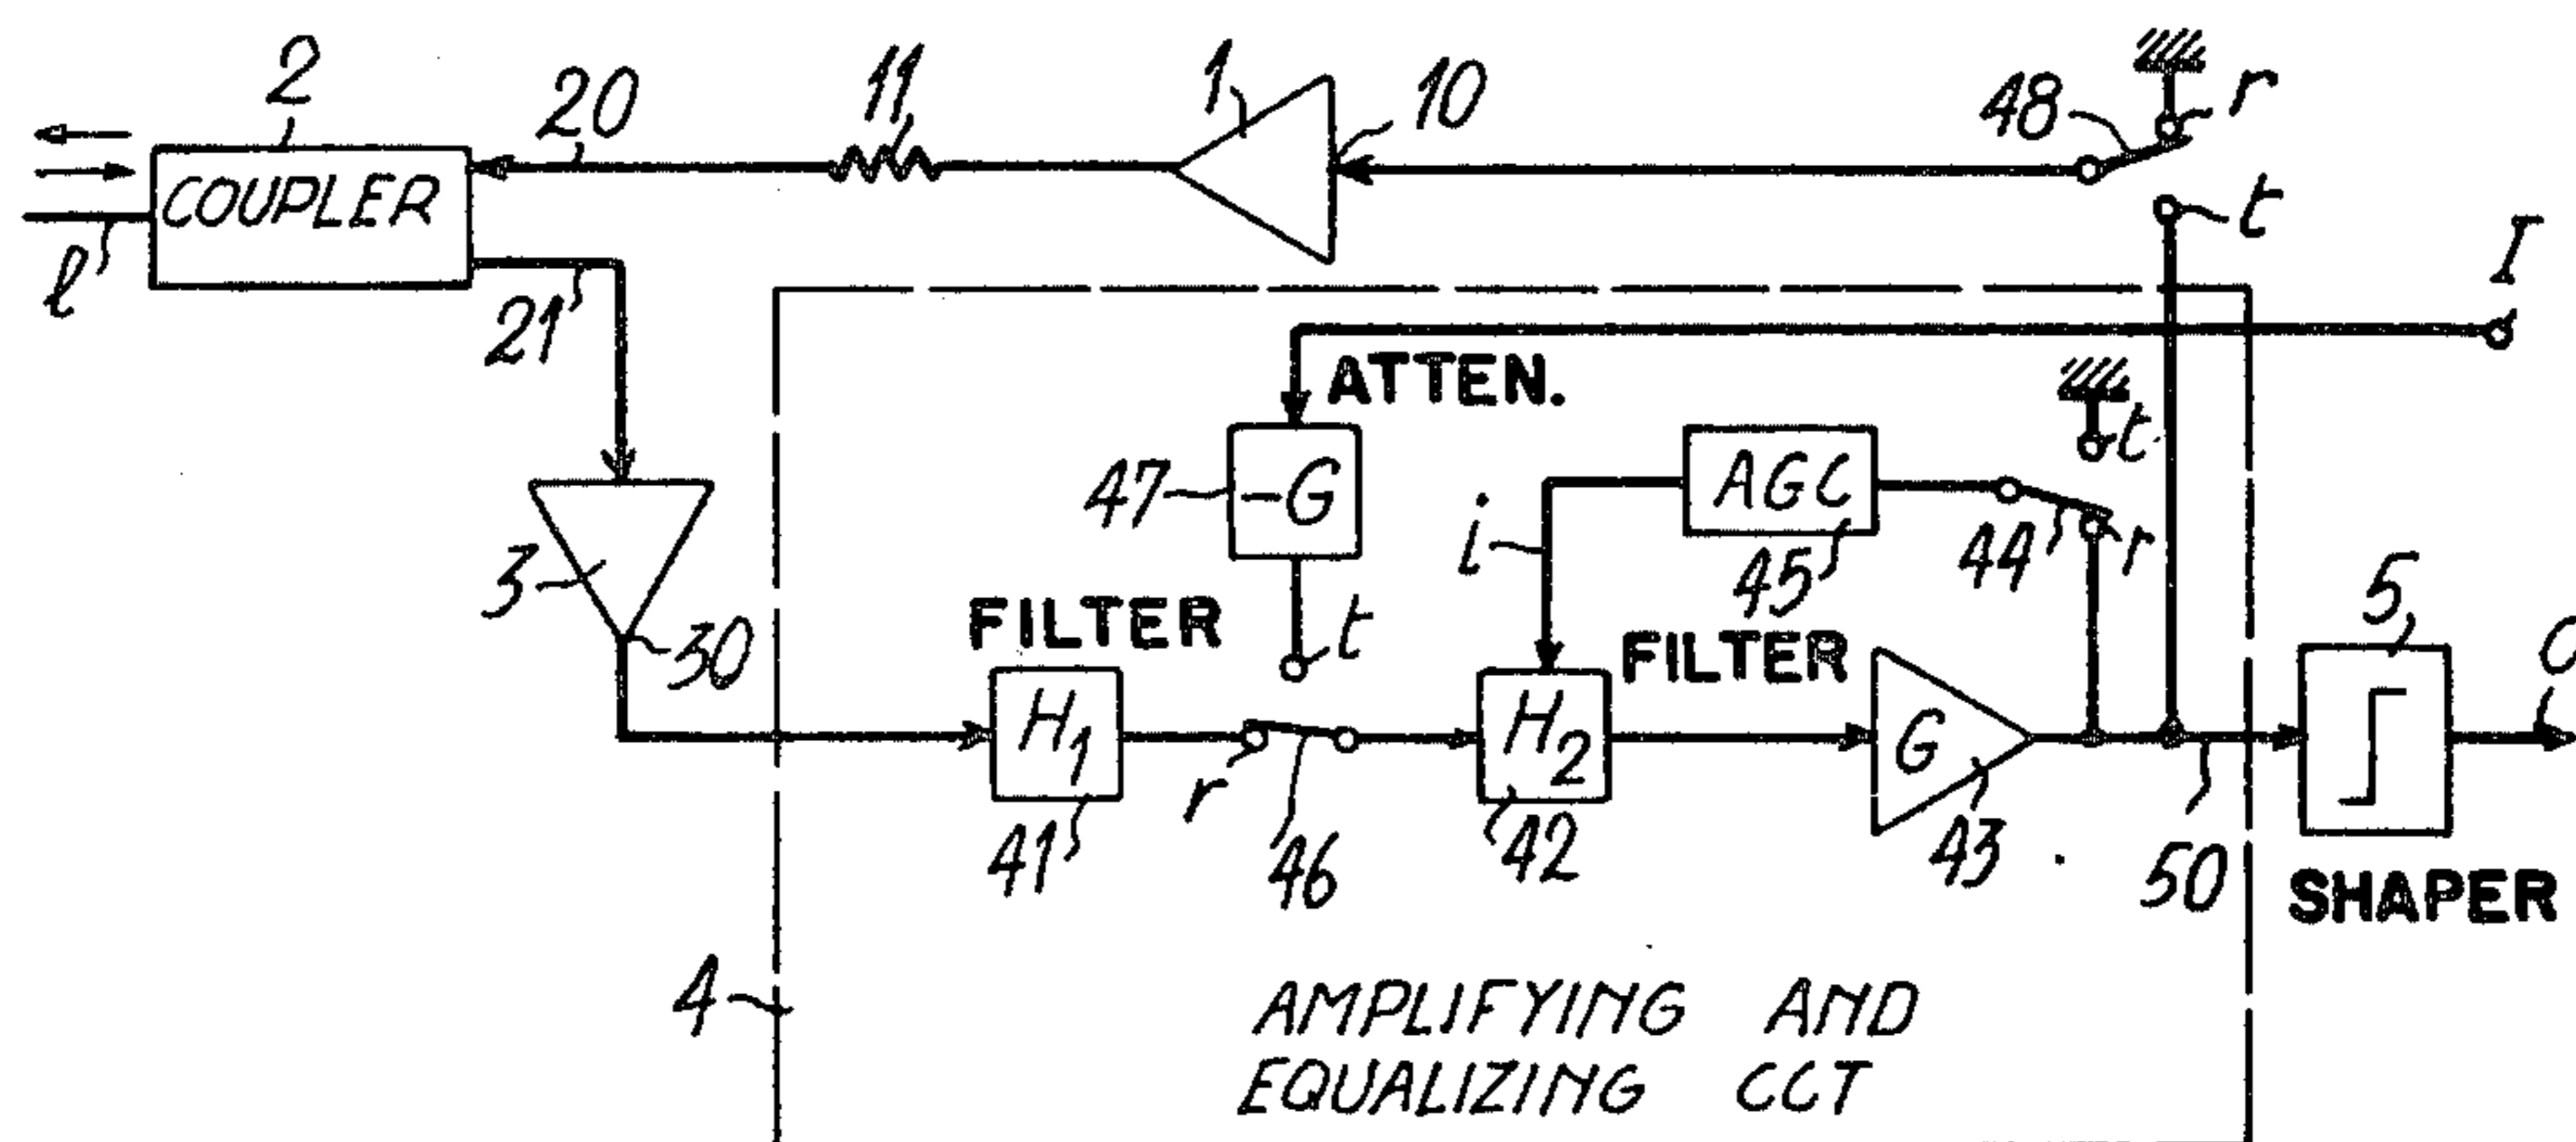 2
20
11
1
10
48
r
COUPLER
t
I
l
21
ATTEN.
t
47
-G
i
AGC
44
r
3
45
5
O
30
FILTER
t
FILTER
H1
H2
G
r
41
46
42
43
50
SHAPER
4
AMPLIFYING AND
EQUALIZING CCT